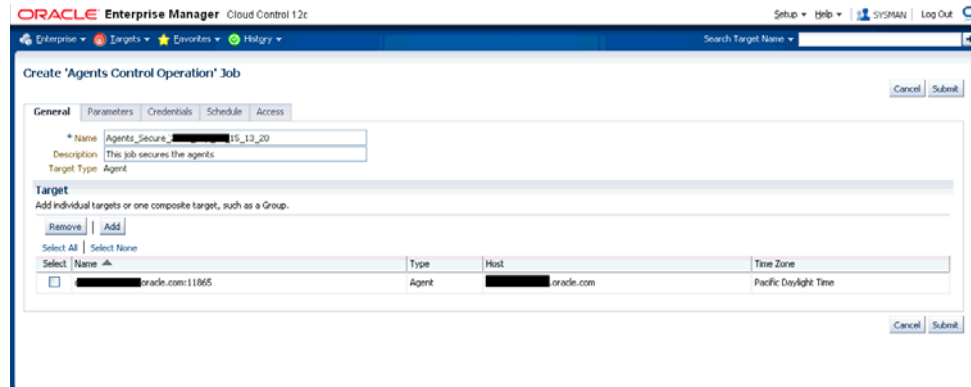 ORACLE Enterprise Manager Cloud Control 12c
Setup Help SYSMAN Log Out
Enterprise Targets Favorites History
Search Target Name
Create 'Agents Control Operation' Job
Cancel Submit
General Parameters Credentials Schedule Access
* Name Agents_Secure_ 15_13_20
Description This job secures the agents
Target Type Agent
Target
Add individual targets or one composite target, such as a Group.
Remove Add
Select All Select None
Select Name Type Host Time Zone
oracle.com:11865 Agent .oracle.com Pacific Daylight Time
Cancel Submit